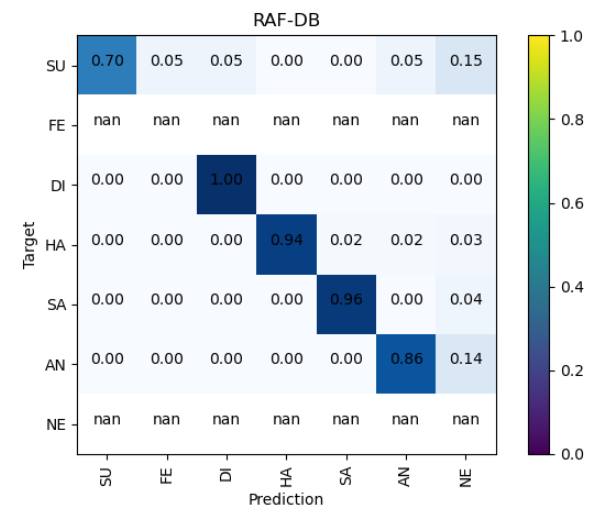 RAF-DB
SU 0.70 0.05 0.05 0.00 0.00 0.05 0.15
FE nan nan nan nan nan nan nan
DI 0.00 0.00 1.00 0.00 0.00 0.00 0.00
HA 0.00 0.00 0.00 0.94 0.02 0.02 0.03
SA 0.00 0.00 0.00 0.00 0.96 0.00 0.04
AN 0.00 0.00 0.00 0.00 0.00 0.86 0.14
NE nan nan nan nan nan nan nan
Target
SU FE DI HA SA AN NE
Prediction
1.0
0.8
0.6
0.4
0.2
0.0